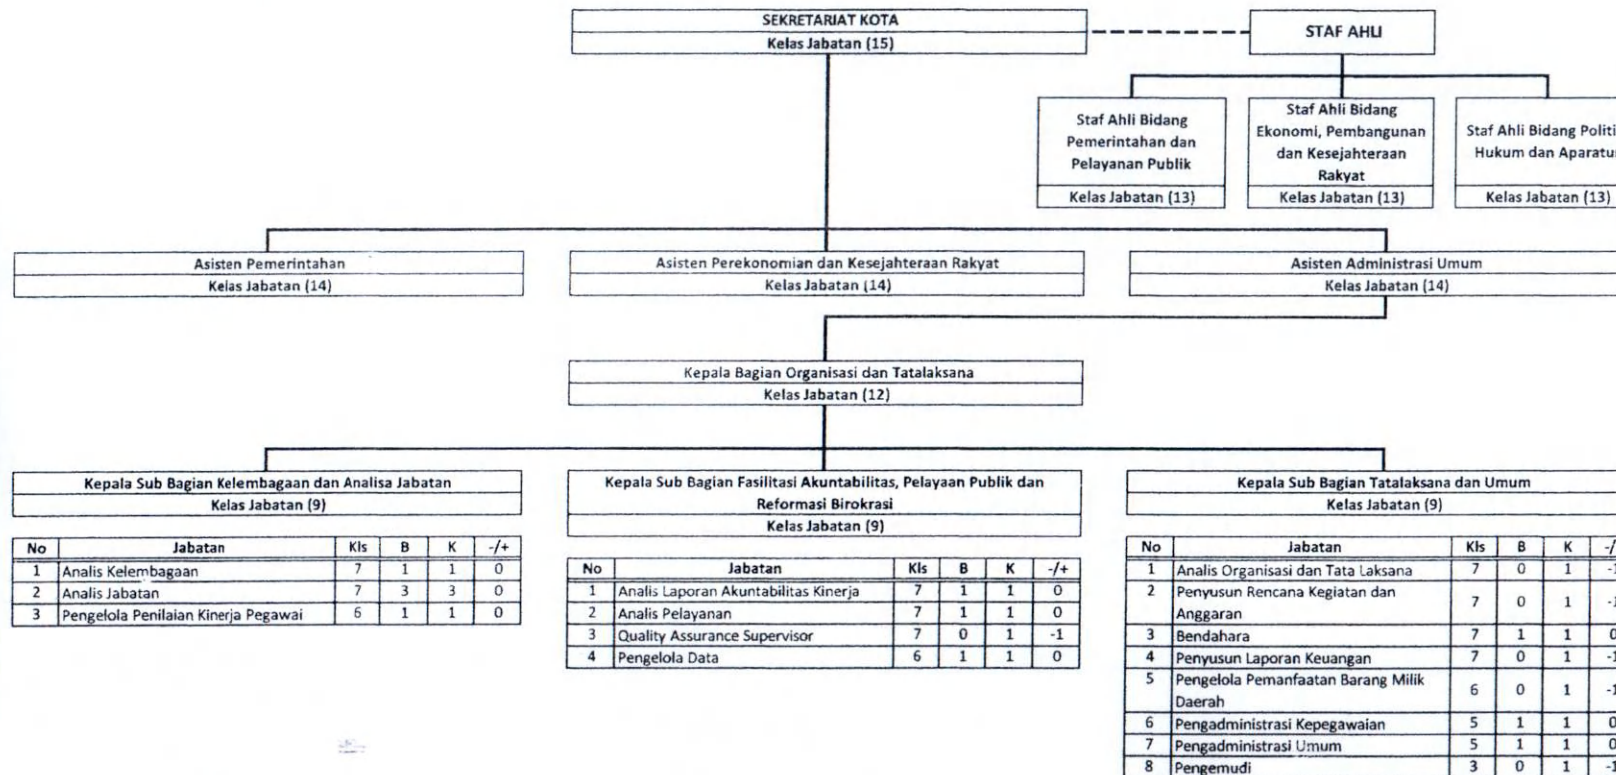 SEKRETARIAT KOTA
Kelas Jabatan (15)
STAF AHLI
Staf Ahli Bidang
Pemerintahan dan
Pelayanan Publik
Kelas Jabatan (13)
Staf Ahli Bidang
Ekonomi, Pembangunan
dan Kesejahteraan
Rakyat
Kelas Jabatan (13)
Staf Ahli Bidang Politi
Hukum dan Aparatu
Kelas Jabatan (13)
Asisten Pemerintahan
Kelas Jabatan (14)
Asisten Perekonomian dan Kesejahteraan Rakyat
Kelas Jabatan (14)
Asisten Administrasi Umum
Kelas Jabatan (14)
Kepala Bagian Organisasi dan Tatalaksana
Kelas Jabatan (12)
Kepala Sub Bagian Kelembagaan dan Analisa Jabatan
Kelas Jabatan (9)
No Jabatan Kls B K -/+
1 Analis Kelembagaan 7 1 1 0
2 Analis Jabatan 7 3 3 0
3 Pengelola Penilaian Kinerja Pegawai 6 1 1 0
Kepala Sub Bagian Fasilitasi Akuntabilitas, Pelayaan Publik dan
Reformasi Birokrasi
Kelas Jabatan (9)
No Jabatan Kls B K -/+
1 Analis Laporan Akuntabilitas Kinerja 7 1 1 0
2 Analis Pelayanan 7 1 1 0
3 Quality Assurance Supervisor 7 0 1 -1
4 Pengelola Data 6 1 1 0
Kepala Sub Bagian Tatalaksana dan Umum
Kelas Jabatan (9)
No Jabatan Kls B K -/
1 Analis Organisasi dan Tata Laksana 7 0 1 -1
2 Penyusun Rencana Kegiatan dan
Anggaran 7 0 1 -1
3 Bendahara 7 1 1 0
4 Penyusun Laporan Keuangan 7 0 1 -1
5 Pengelola Pemanfaatan Barang Milik
Daerah 6 0 1 -1
6 Pengadministrasi Kepegawaian 5 1 1 0
7 Pengadministrasi Umum 5 1 1 0
8 Pengemudi 3 0 1 -1